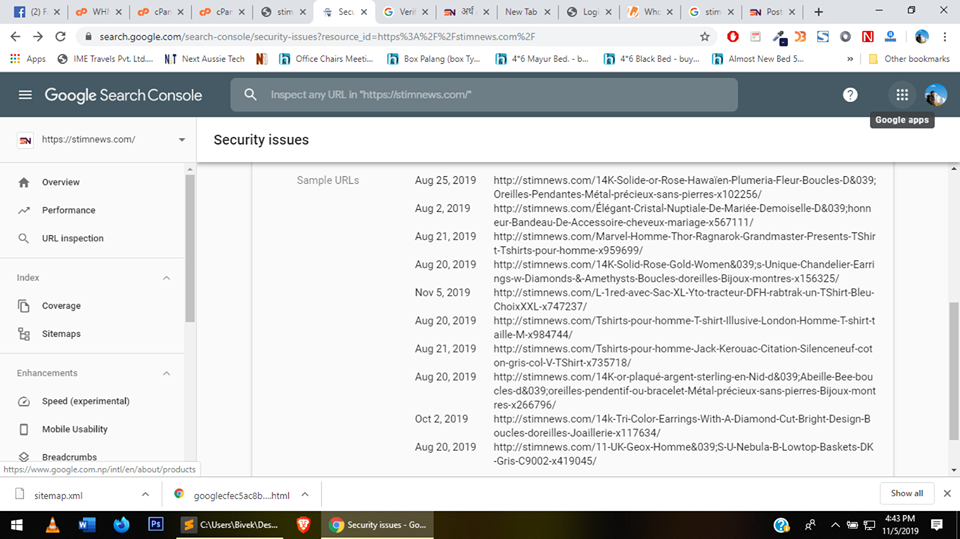 (2) F
WHM
cPan
cPan
stim
Secu
Verif
अर्थ
New Tab
Logi
Who
stim
Post
search.google.com/search-console/security-issues?resource_id=https%3A%2F%2Fstimnews.com%2F
Apps
IME Travels Pvt. Ltd....
Next Aussie Tech
Office Chairs Meeti...
Box Palang (box Ty...
4*6 Mayur Bed. - b...
4*6 Black Bed - buy...
Almost New Bed 5...
»
Other bookmarks
Google Search Console
Inspect any URL in "https://stimnews.com/"
Google apps
https://stimnews.com/
Security issues
Overview
Performance
URL inspection
Index
Coverage
Sitemaps
Enhancements
Speed (experimental)
Mobile Usability
Breadcrumbs
Sample URLs
Aug 25, 2019 http://stimnews.com/14K-Solide-or-Rose-Hawaïen-Plumeria-Fleur-Boucles-D&039;
Oreilles-Pendantes-Métal-précieux-sans-pierres-x102256/
Aug 2, 2019 http://stimnews.com/Élégant-Cristal-Nuptiale-De-Mariée-Demoiselle-D&039;honn
neur-Bandeau-De-Accessoire-cheveux-mariage-x567111/
Aug 21, 2019 http://stimnews.com/Marvel-Homme-Thor-Ragnarok-Grandmaster-Presents-TShir
t-Tshirts-pour-homme-x959699/
Aug 20, 2019 http://stimnews.com/14K-Solid-Rose-Gold-Women&039;s-Unique-Chandelier-Earri
ngs-w-Diamonds-&-Amethysts-Boucles-doreilles-Bijoux-montres-x156325/
Nov 5, 2019 http://stimnews.com/L-1red-avec-Sac-XL-Yto-tracteur-DFH-rabtrak-un-TShirt-Bleu-
ChoixXXL-x747237/
Aug 20, 2019 http://stimnews.com/Tshirts-pour-homme-T-shirt-Illusive-London-Homme-T-shirt-t
aille-M-x984744/
Aug 21, 2019 http://stimnews.com/Tshirts-pour-homme-Jack-Kerouac-Citation-Silenceneuf-cot
on-gris-col-V-TShirt-x735718/
Aug 20, 2019 http://stimnews.com/14K-or-plaqué-argent-sterling-en-Nid-d&039;Abeille-Bee-bou
cles-d&039;oreilles-pendentif-ou-bracelet-Métal-précieux-sans-pierres-Bijoux-mont
res-x266796/
Oct 2, 2019 http://stimnews.com/14k-Tri-Color-Earrings-With-A-Diamond-Cut-Bright-Design-B
oucles-doreilles-Joaillerie-x117634/
Aug 20, 2019 http://stimnews.com/11-UK-Geox-Homme&039;S-U-Nebula-B-Lowtop-Baskets-DK
-Gris-C9002-x419045/
https://www.google.com.np/intl/en/about/products
sitemap.xml
googlecfec5ac8b....html
Show all
C:\Users\Bivek\Des...
Security issues - Go...
4:43 PM
11/5/2019